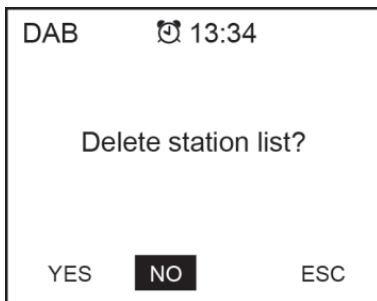 DAB 13:34
Delete station list?
YES NO ESC